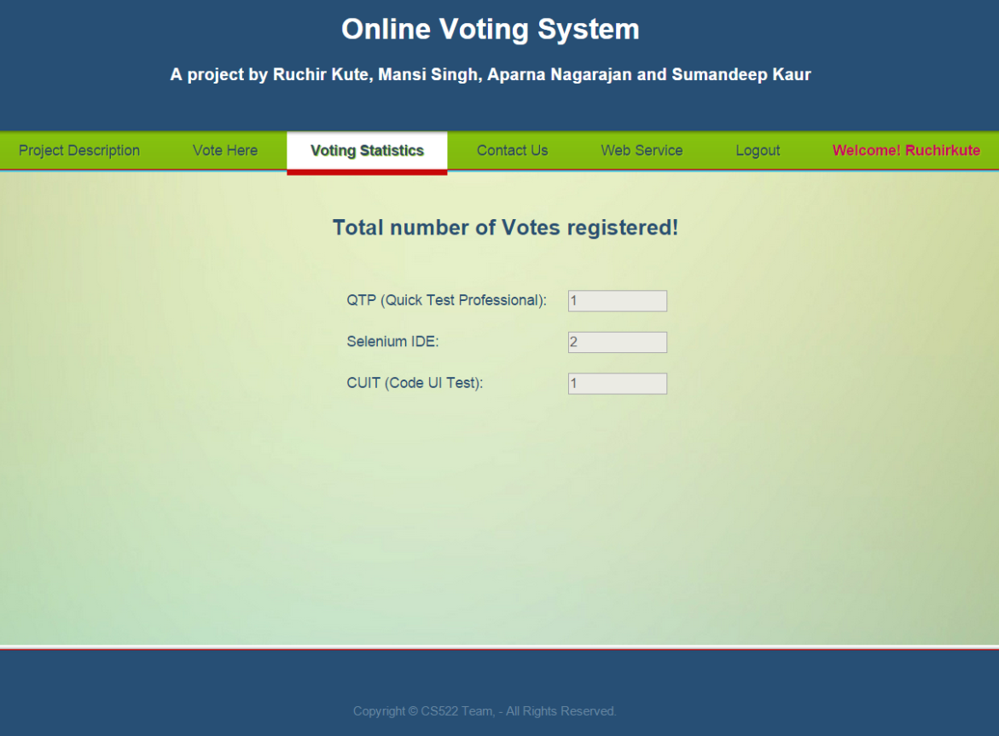 Online Voting System
A project by Ruchir Kute, Mansi Singh, Aparna Nagarajan and Sumandeep Kaur
Project Description Vote Here Voting Statistics Contact Us Web Service Logout Welcome! Ruchirkute
Total number of Votes registered!
QTP (Quick Test Professional): 1
Selenium IDE: 2
CUIT (Code UI Test): 1
Copyright © CS522 Team, - All Rights Reserved.